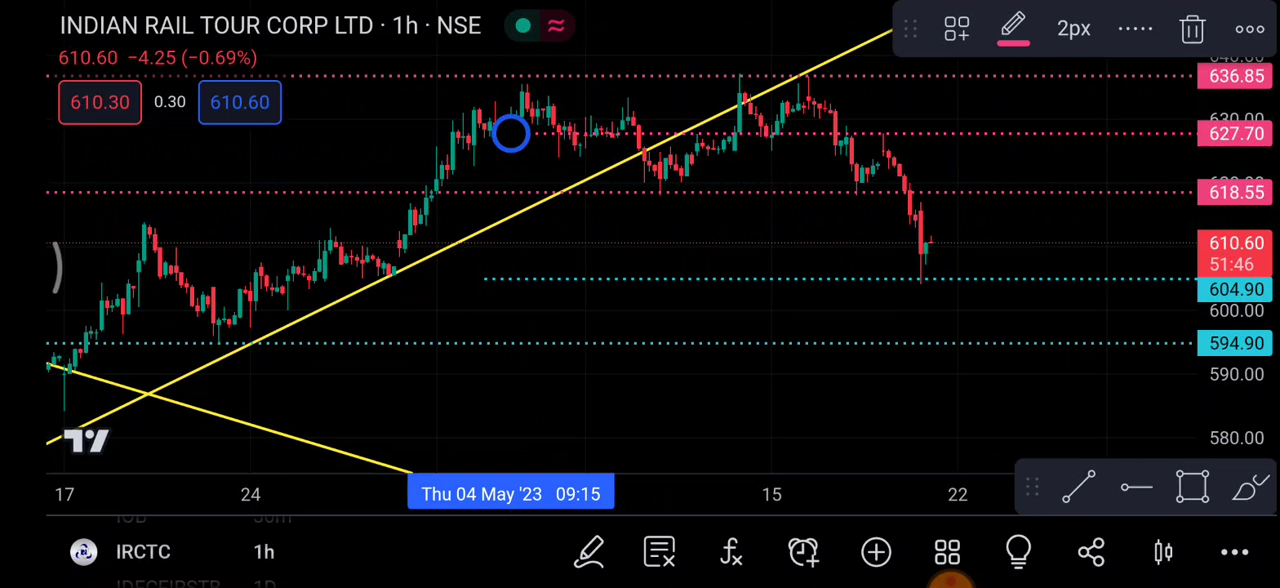 INDIAN RAIL TOUR CORP LTD · 1h · NSE
2px
610.60 −4.25 (−0.69%)
610.30 0.30 610.60
636.85
627.70
618.55
610.60
51:46
604.90
600.00
594.90
590.00
580.00
17 24 Thu 04 May '23 09:15 15 22
IRCTC 1h